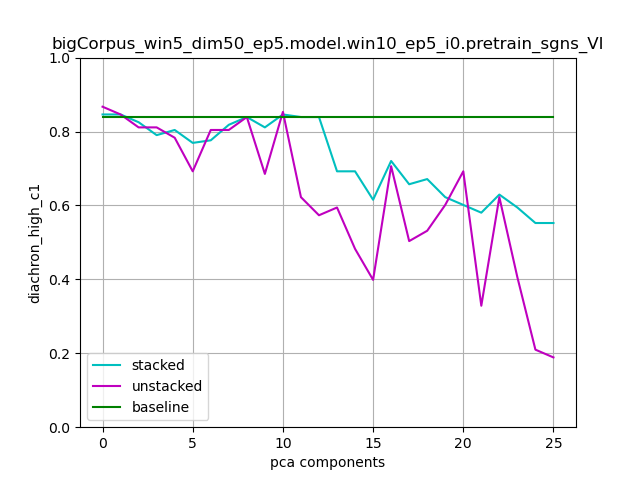 bigCorpus_win5_dim50_ep5.model.win10_ep5_i0.pretrain_sgns_VI
1.0
0.8
0.6
0.4
0.2
0.0
diachron_high_c1
stacked
unstacked
baseline
0 5 10 15 20 25
pca components